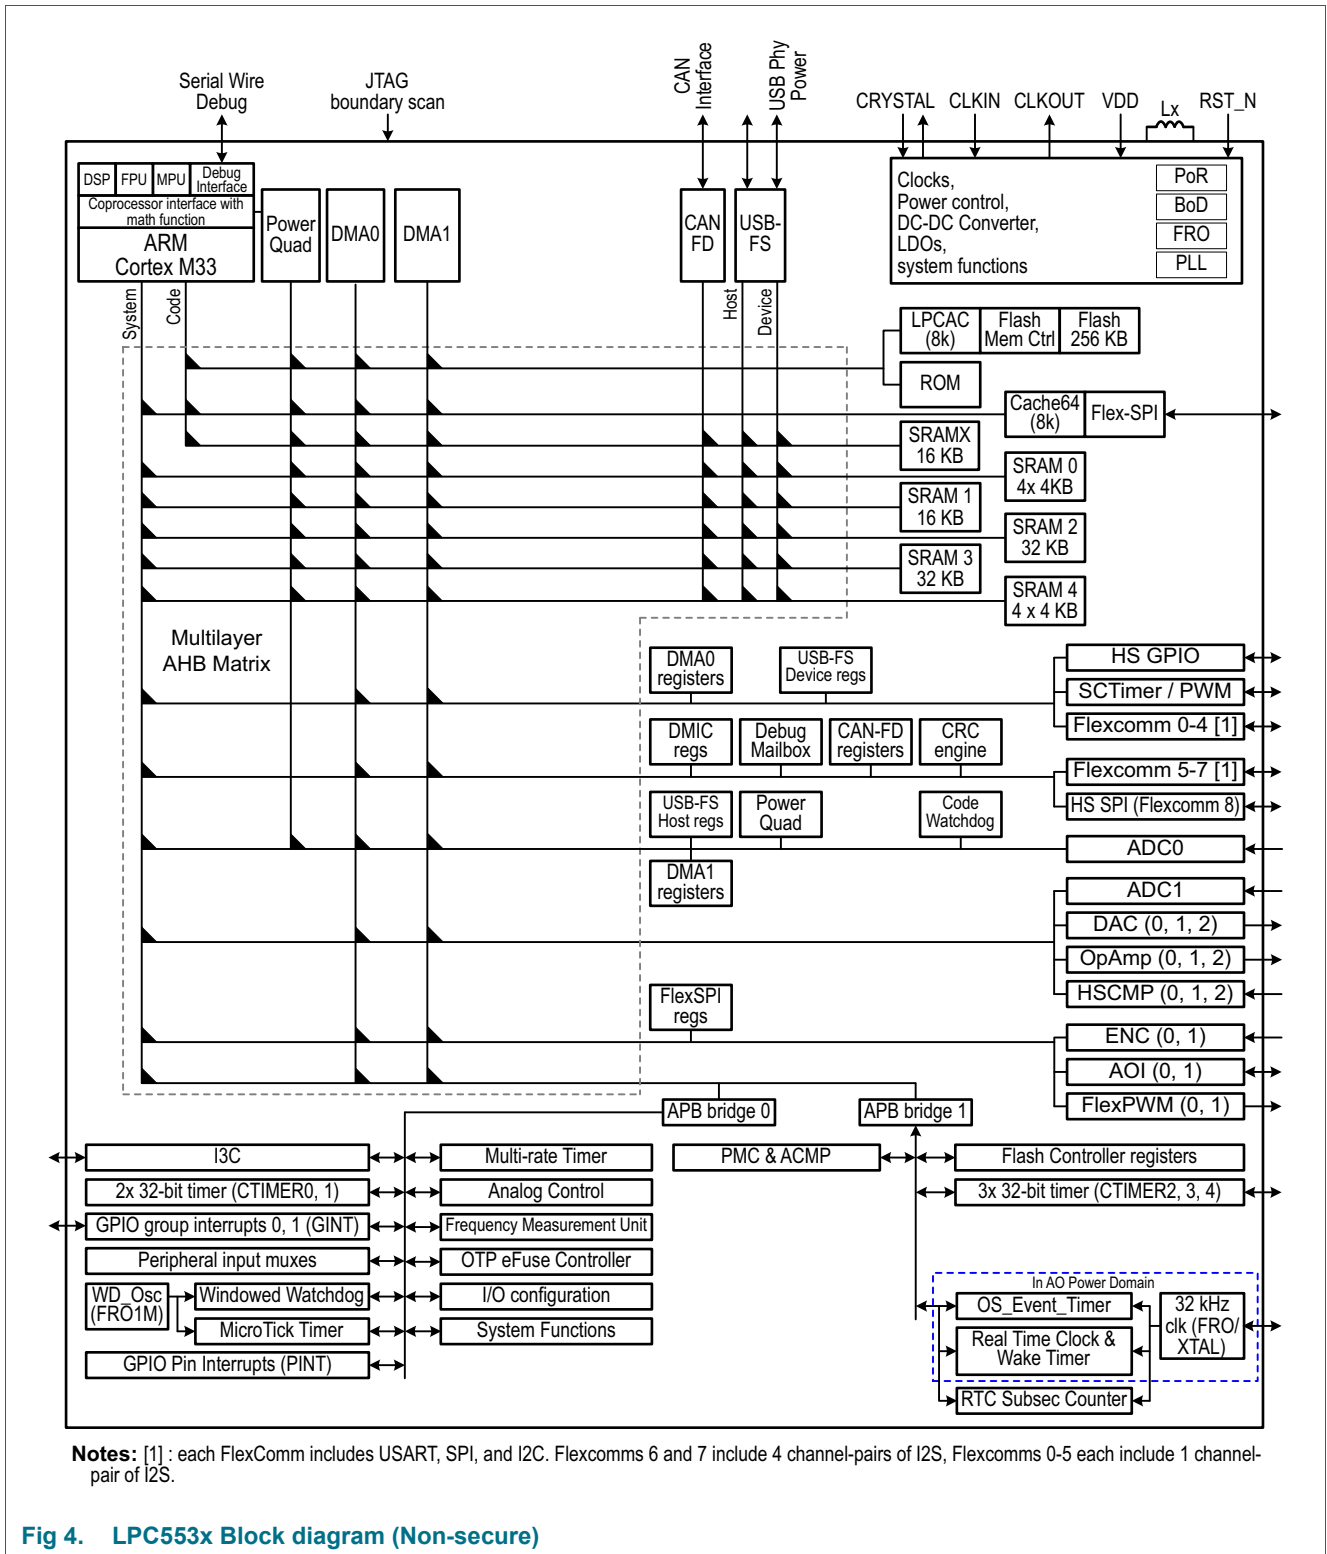 Serial Wire
Debug
JTAG
boundary scan
CAN
Interface
USB Phy
Power
CRYSTAL
CLKIN
CLKOUT
VDD
Lx
RST_N
DSP
FPU
MPU
Debug
Interface
Coprocessor interface with
math function
ARM
Cortex M33
Power
Quad
DMA0
DMA1
CAN
FD
USB-
FS
Clocks,
Power control,
DC-DC Converter,
LDOs,
system functions
PoR
BoD
FRO
PLL
System
Code
Host
Device
LPCAC
(8k)
Flash
Mem Ctrl
Flash
256 KB
ROM
Cache64
(8k)
Flex-SPI
SRAMX
16 KB
SRAM 0
4x 4KB
SRAM 1
16 KB
SRAM 2
32 KB
SRAM 3
32 KB
SRAM 4
4 x 4 KB
Multilayer
AHB Matrix
DMA0
registers
USB-FS
Device regs
HS GPIO
SCTimer / PWM
Flexcomm 0-4 [1]
DMIC
regs
Debug
Mailbox
CAN-FD
registers
CRC
engine
Flexcomm 5-7 [1]
HS SPI (Flexcomm 8)
USB-FS
Host regs
Power
Quad
Code
Watchdog
ADC0
DMA1
registers
ADC1
DAC (0, 1, 2)
OpAmp (0, 1, 2)
HSCMP (0, 1, 2)
FlexSPI
regs
ENC (0, 1)
AOI (0, 1)
FlexPWM (0, 1)
APB bridge 0
APB bridge 1
I3C
Multi-rate Timer
PMC & ACMP
Flash Controller registers
2x 32-bit timer (CTIMER0, 1)
Analog Control
3x 32-bit timer (CTIMER2, 3, 4)
GPIO group interrupts 0, 1 (GINT)
Frequency Measurement Unit
Peripheral input muxes
OTP eFuse Controller
WD_Osc
(FRO1M)
Windowed Watchdog
I/O configuration
MicroTick Timer
System Functions
GPIO Pin Interrupts (PINT)
In AO Power Domain
OS_Event_Timer
32 kHz
clk (FRO/
XTAL)
Real Time Clock &
Wake Timer
RTC Subsec Counter
Notes: [1] : each FlexComm includes USART, SPI, and I2C. Flexcomms 6 and 7 include 4 channel-pairs of I2S, Flexcomms 0-5 each include 1 channel-
pair of I2S.
Fig 4. LPC553x Block diagram (Non-secure)